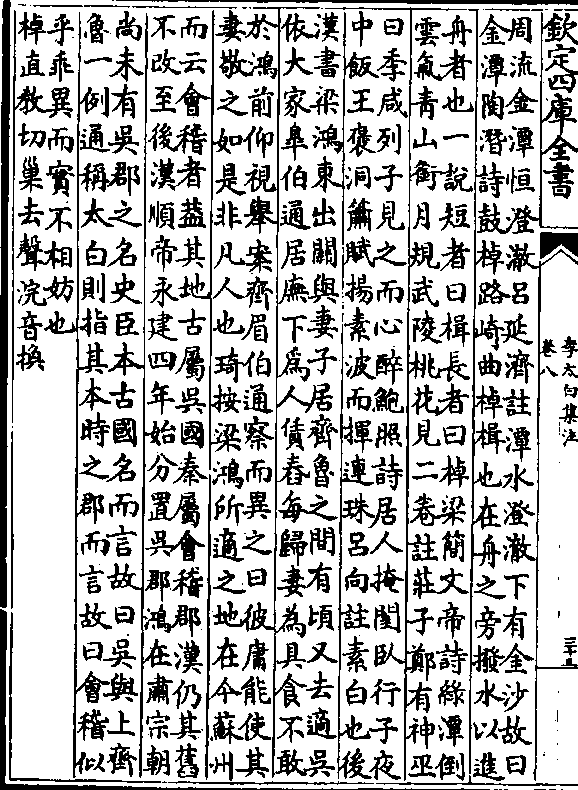 欽定四庫全書
李太白集注
卷八
周流金潭恒澄澈呂延濟註潭水澄澈下有金沙故曰
金潭陶潛詩鼓棹路崎曲棹楫也在舟之旁撥水以進
舟者也一說短者曰楫長者曰棹梁簡文帝詩綠潭倒
雲氣青山銜月規武陵桃花見二卷註莊子鄭有神巫
曰季咸列子見之而心醉鮑照詩居人掩閨臥行子夜
中飯王褒洞簫賦揚素波而揮連珠呂向註素白也後
漢書梁鴻東出關與妻子居齊魯之間有頃又去適吳
依大家臯伯通居廡下為人賃舂每歸妻為具食不敢
於鴻前仰視舉案齊眉伯通察而異之曰彼庸能使其
妻敬之如是非凡人也琦按梁鴻所適之地在今蘇州
而云會稽者葢其地古屬吳國秦屬會稽郡漢仍其舊
不改至後漢順帝永建四年始分置吳郡鴻在肅宗朝
尚未有吳郡之名史臣本古國名而言故曰吳與上齊
魯一例通稱太白則指其本時之郡而言故曰會稽似
乎乖異而實不相妨也
棹直敎切巢去聲浣音換